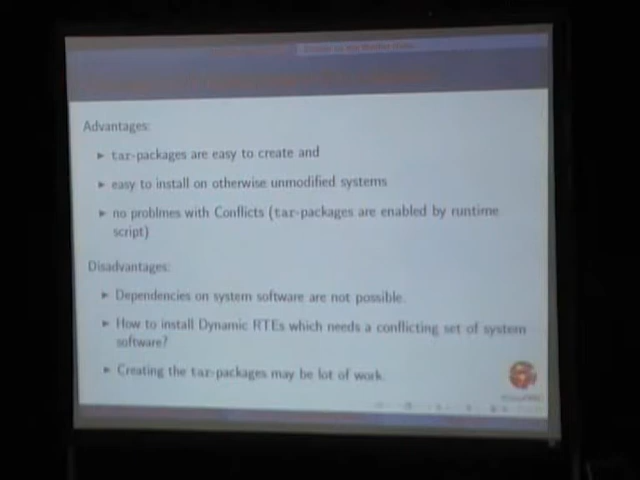 Advantages:
tar-packages are easy to create and
easy to install on otherwise unmodified systems
no problmes with Conflicts (tar-packages are enabled by runtime
script)
Disadvantages:
Dependencies on system software are not possible.
How to install Dynamic RTEs which needs a conflicting set of system
software?
Creating the tar-packages may be lot of work.